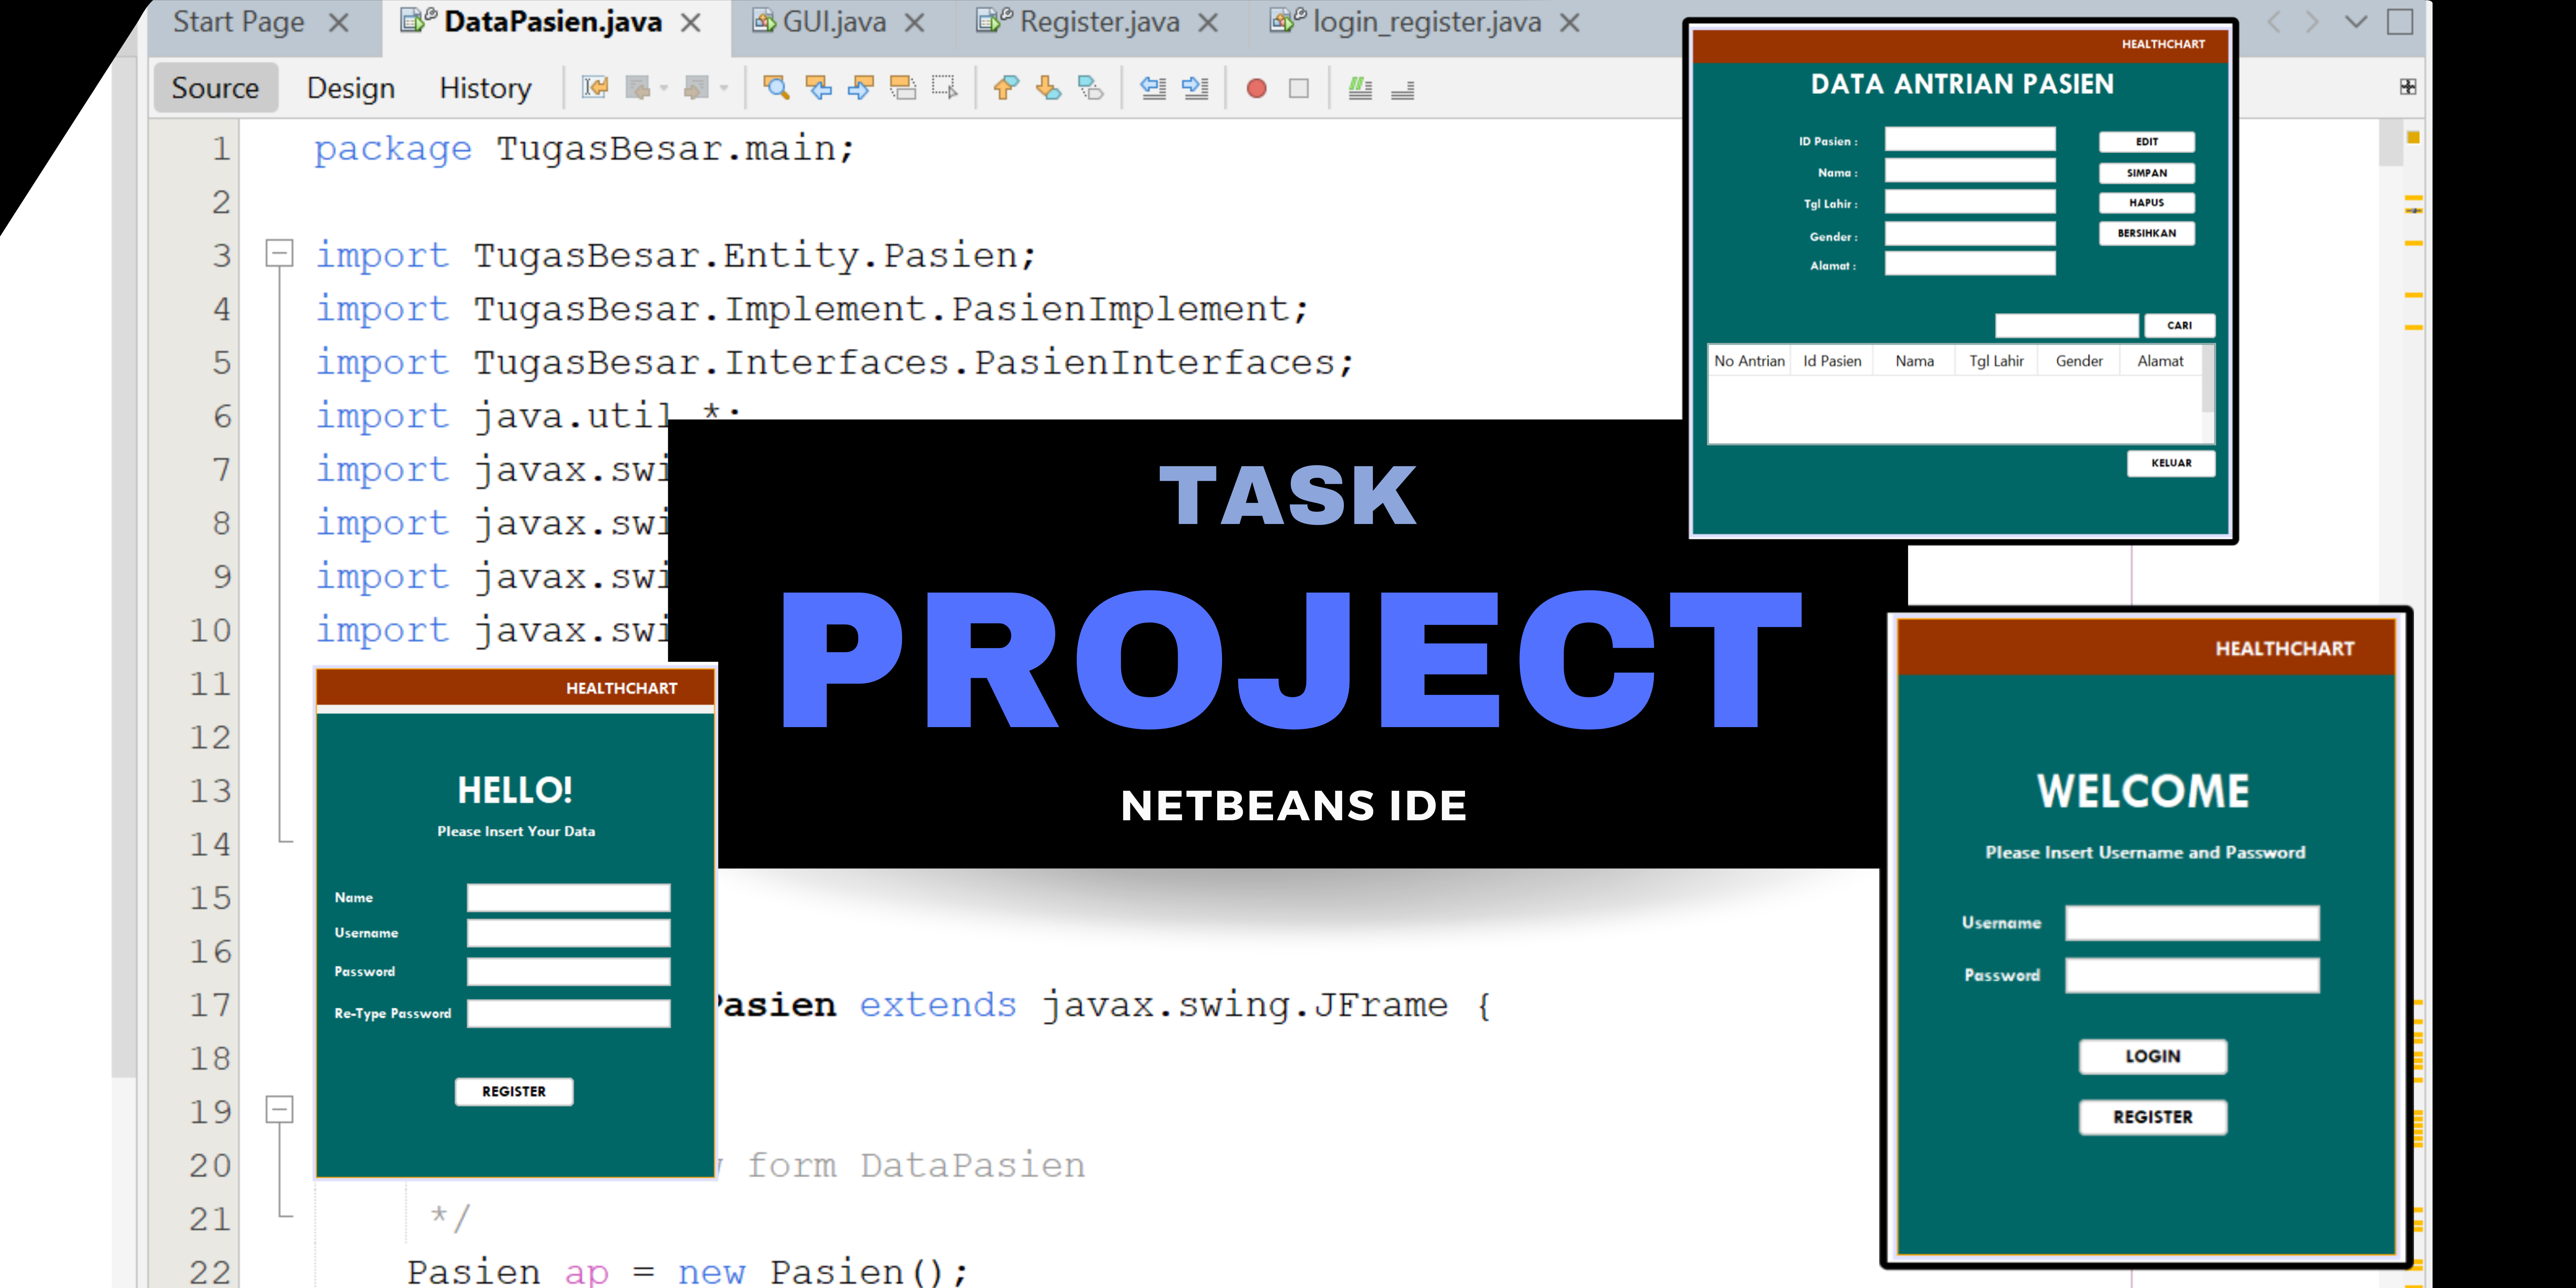 Start Page
DataPasien.java
GUI.java
Register.java
login_register.java
Source Design History
1 package TugasBesar.main;
2
3 import TugasBesar.Entity.Pasien;
4 import TugasBesar.Implement.PasienImplement;
5 import TugasBesar.Interfaces.PasienInterfaces;
6 import java.util.*;
7 import javax.swi
8 import javax.swi
9 import javax.swi
10 import javax.swi
11
12
13
14
15
16
17 Pasien extends javax.swing.JFrame {
18
19
20 form DataPasien
21 */
22 Pasien ap = new Pasien();
TASK
PROJECT
NETBEANS IDE
HEALTHCHART
DATA ANTRIAN PASIEN
ID Pasien :
Nama :
Tgl Lahir :
Gender :
Alamat :
EDIT
SIMPAN
HAPUS
BERSIHKAN
CARI
No Antrian Id Pasien Nama Tgl Lahir Gender Alamat
KELUAR
HEALTHCHART
HELLO!
Please Insert Your Data
Name
Username
Password
Re-Type Password
REGISTER
HEALTHCHART
WELCOME
Please Insert Username and Password
Username
Password
LOGIN
REGISTER